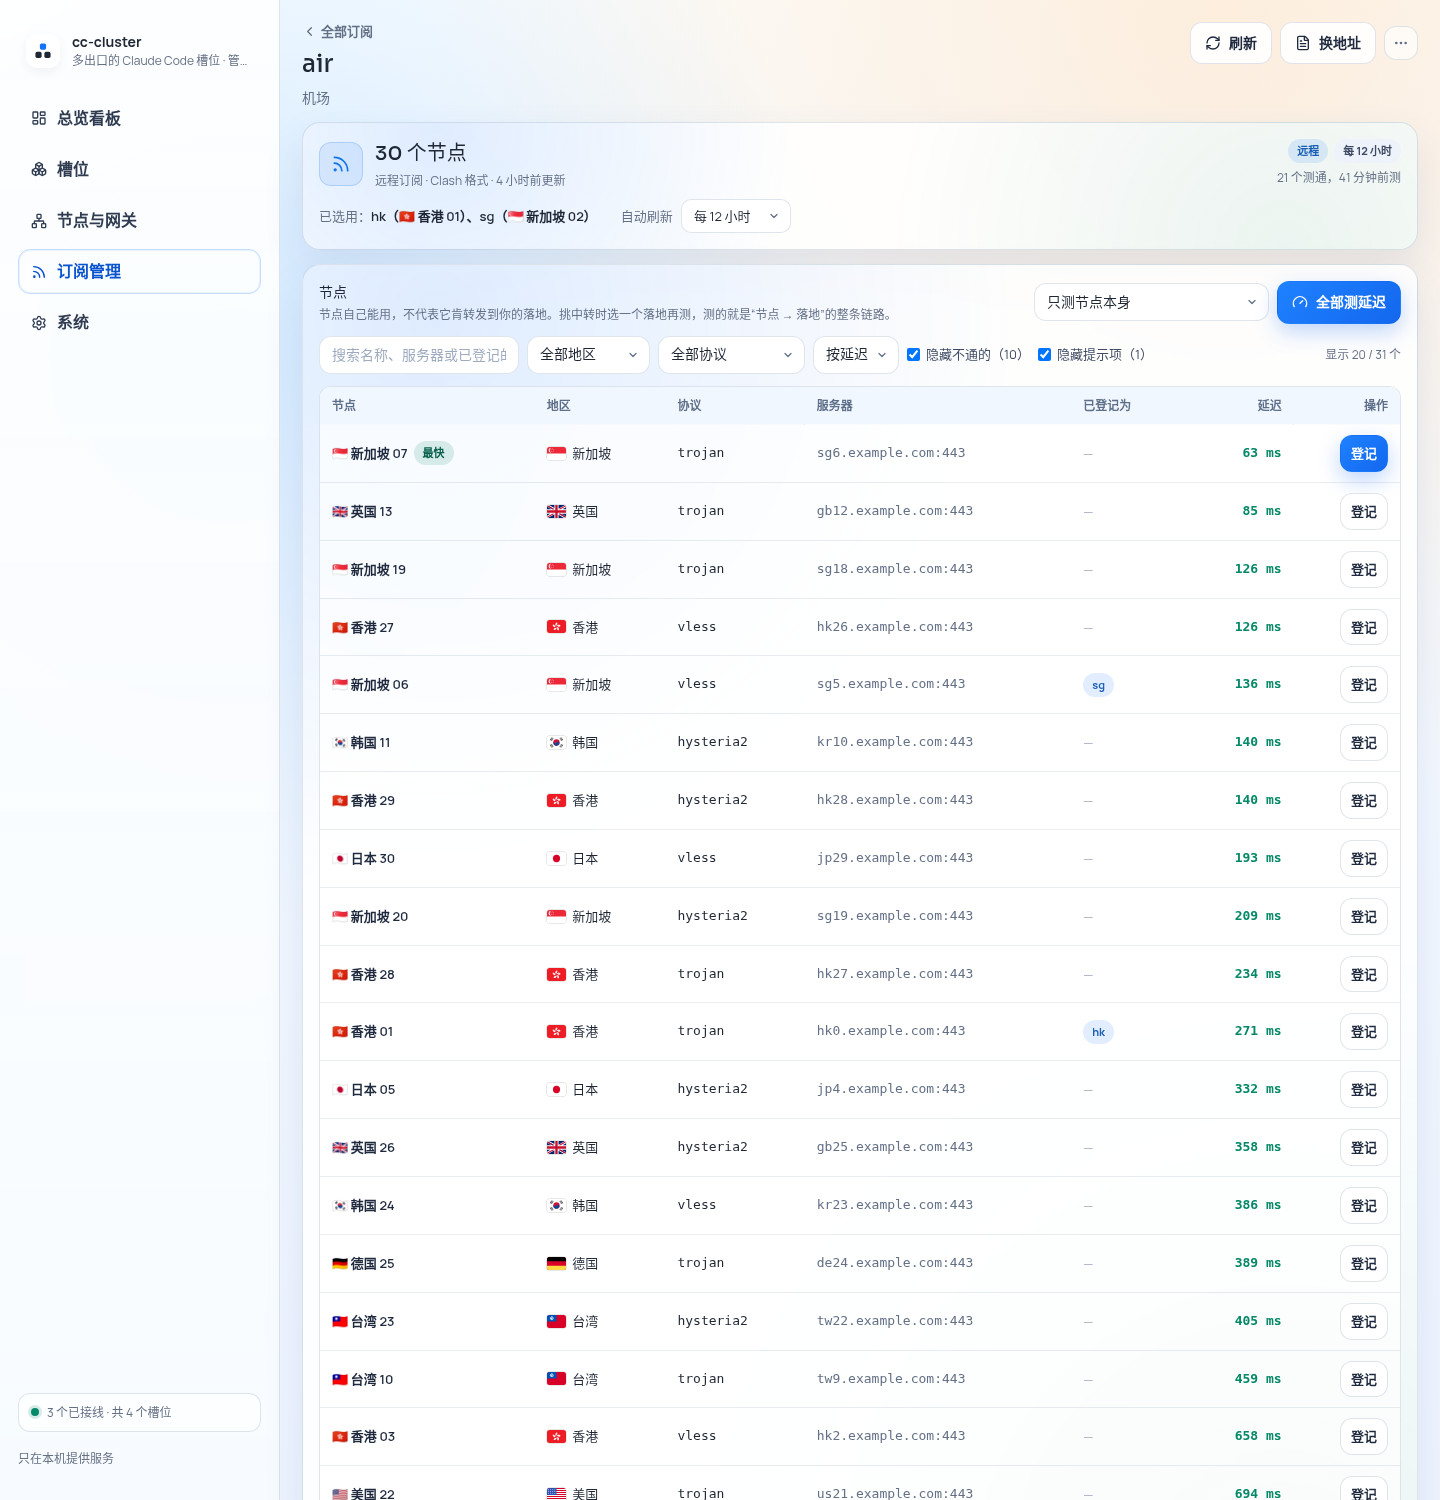 cc-cluster
多出口的 Claude Code 槽位 · 管...
总览看板
槽位
节点与网关
订阅管理
系统
3 个已接线 · 共 4 个槽位
只在本机提供服务
全部订阅
air
机场
刷新
换地址
30 个节点
远程订阅 · Clash 格式 · 4 小时前更新
远程
每 12 小时
21 个测通，41 分钟前测
已选用：hk（🇭🇰 香港 01）、sg（🇸🇬 新加坡 02）
自动刷新
每 12 小时
节点
节点自己能用，不代表它肯转发到你的落地。挑中转时选一个落地再测，测的就是“节点 → 落地”的整条链路。
只测节点本身
全部测延迟
搜索名称、服务器或已登记的
全部地区
全部协议
按延迟
隐藏不通的（10）
隐藏提示项（1）
显示 20 / 31 个
节点 地区 协议 服务器 已登记为 延迟 操作
🇸🇬 新加坡 07 最快 新加坡 trojan sg6.example.com:443 — 63 ms 登记
🇬🇧 英国 13 英国 trojan gb12.example.com:443 — 85 ms 登记
🇸🇬 新加坡 19 新加坡 trojan sg18.example.com:443 — 126 ms 登记
🇭🇰 香港 27 香港 vless hk26.example.com:443 — 126 ms 登记
🇸🇬 新加坡 06 新加坡 vless sg5.example.com:443 sg 136 ms 登记
🇰🇷 韩国 11 韩国 hysteria2 kr10.example.com:443 — 140 ms 登记
🇭🇰 香港 29 香港 hysteria2 hk28.example.com:443 — 140 ms 登记
🇯🇵 日本 30 日本 vless jp29.example.com:443 — 193 ms 登记
🇸🇬 新加坡 20 新加坡 hysteria2 sg19.example.com:443 — 209 ms 登记
🇭🇰 香港 28 香港 trojan hk27.example.com:443 — 234 ms 登记
🇭🇰 香港 01 香港 trojan hk0.example.com:443 hk 271 ms 登记
🇯🇵 日本 05 日本 hysteria2 jp4.example.com:443 — 332 ms 登记
🇬🇧 英国 26 英国 hysteria2 gb25.example.com:443 — 358 ms 登记
🇰🇷 韩国 24 韩国 vless kr23.example.com:443 — 386 ms 登记
🇩🇪 德国 25 德国 trojan de24.example.com:443 — 389 ms 登记
🇹🇼 台湾 23 台湾 hysteria2 tw22.example.com:443 — 405 ms 登记
🇹🇼 台湾 10 台湾 trojan tw9.example.com:443 — 459 ms 登记
🇭🇰 香港 03 香港 vless hk2.example.com:443 — 658 ms 登记
🇺🇸 美国 22 美国 trojan us21.example.com:443 — 694 ms 登记